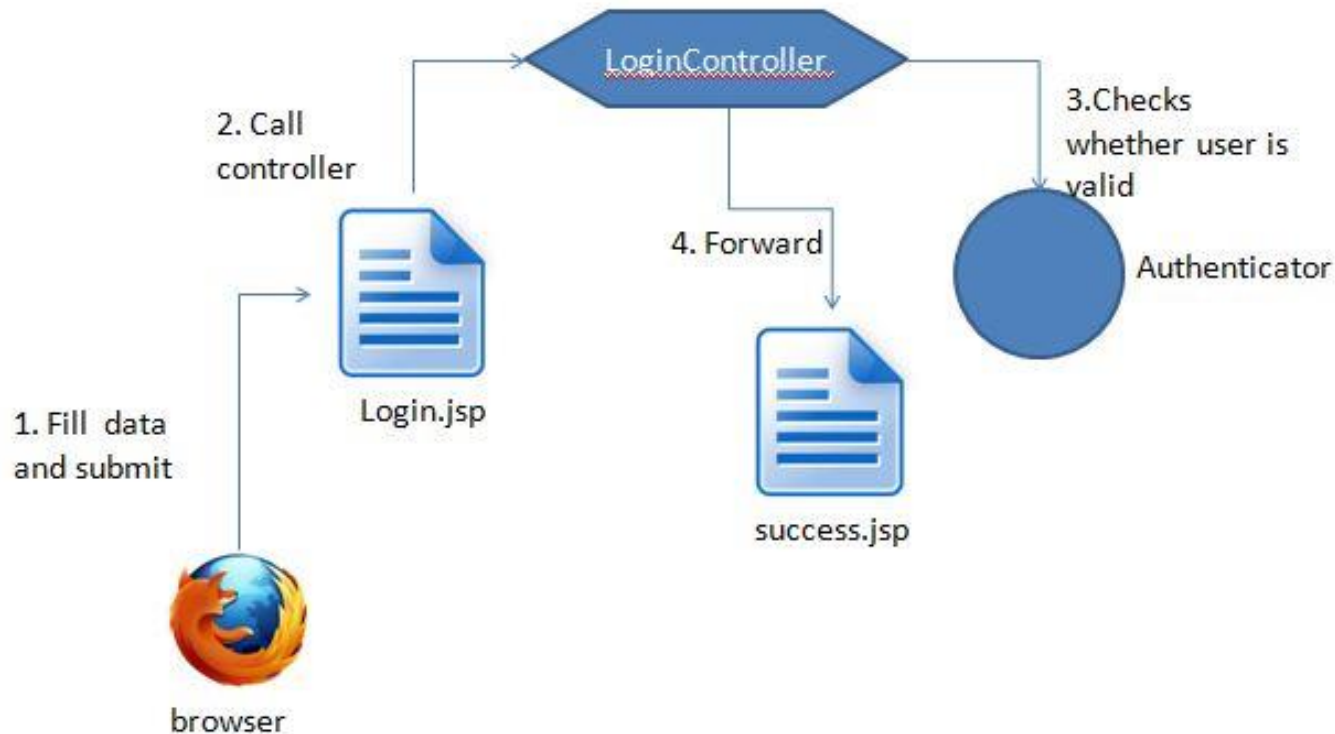 LoginController
2. Call
controller
3.Checks
whether user is
valid
4. Forward
Authenticator
Login.jsp
1. Fill data
and submit
success.jsp
browser